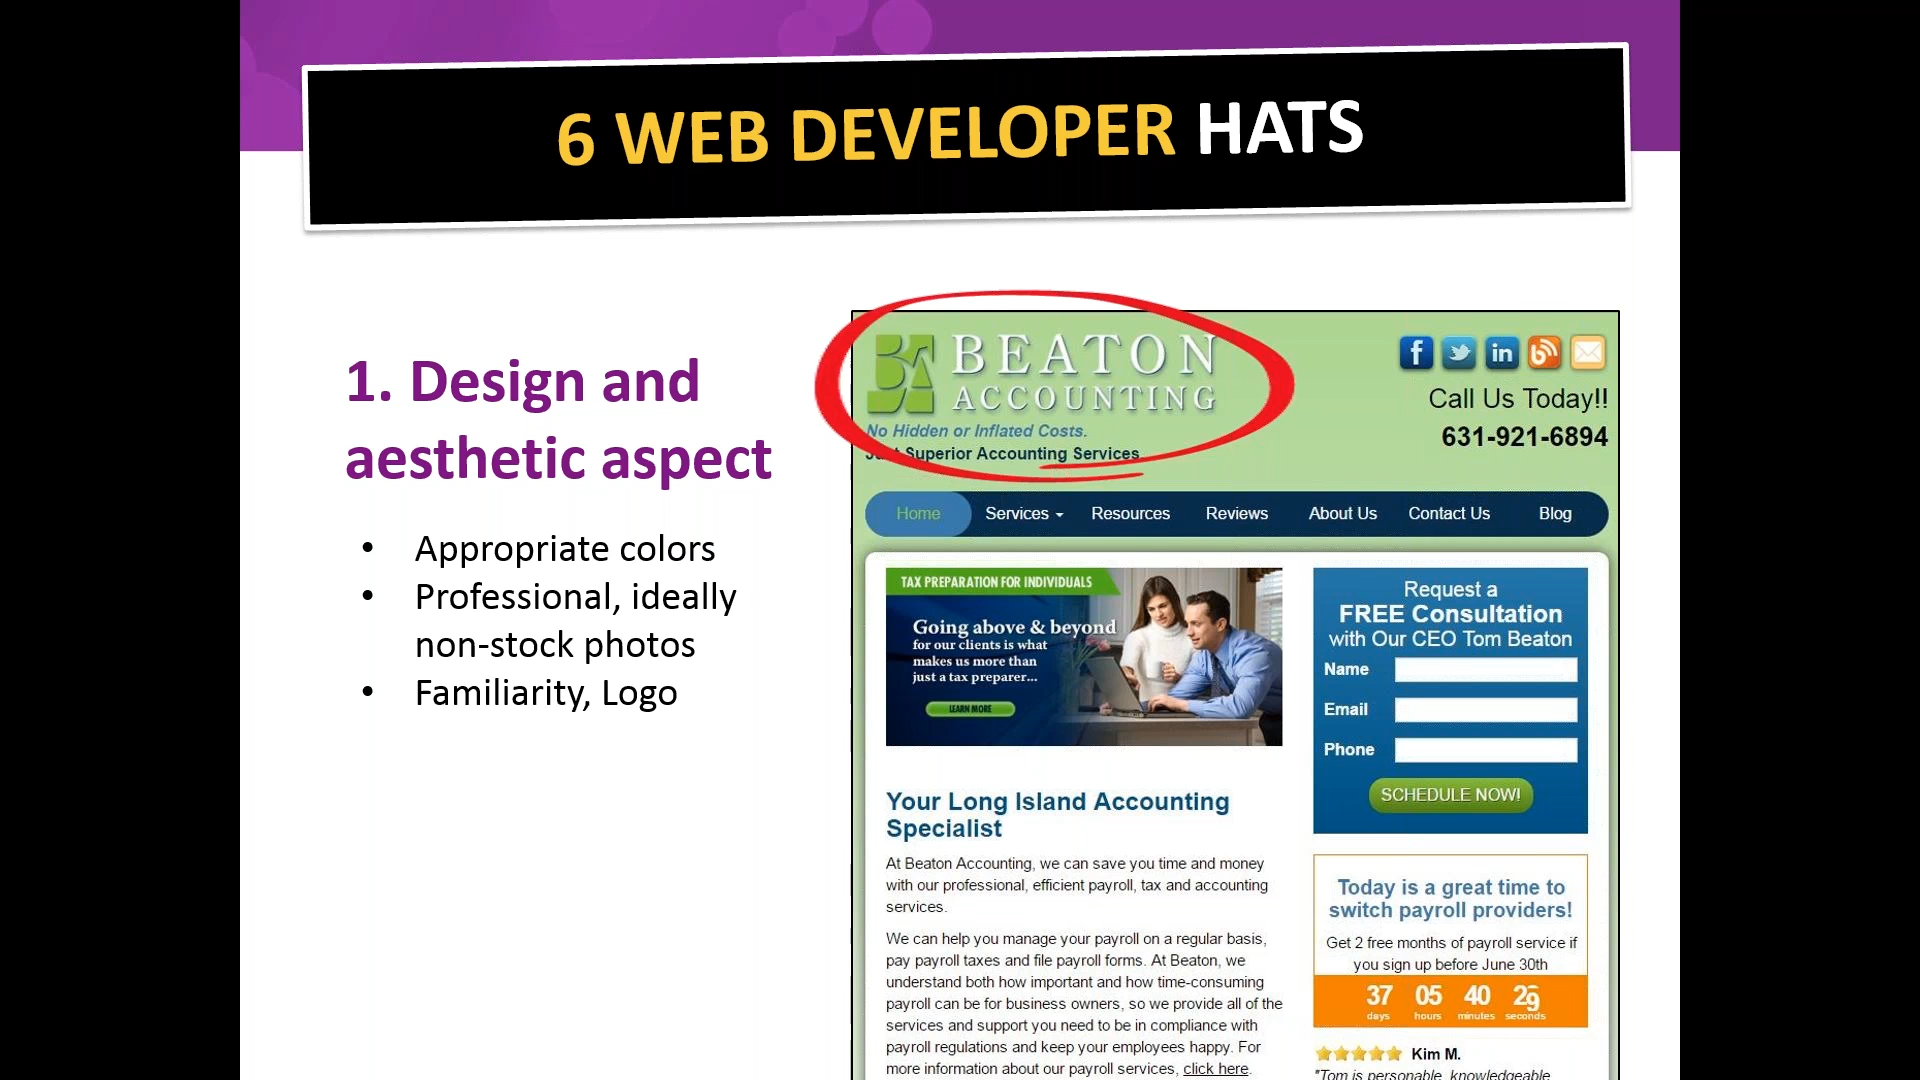 6 WEB DEVELOPER HATS
1. Design and
aesthetic aspect
• Appropriate colors
• Professional, ideally
non-stock photos
• Familiarity, Logo
BEATON
ACCOUNTING
No Hidden or Inflated Costs.
Just Superior Accounting Services
Call Us Today!!
631-921-6894
Home Services Resources Reviews About Us Contact Us Blog
TAX PREPARATION FOR INDIVIDUALS
Going above & beyond
for our clients is what
makes us more than
just a tax preparer...
LEARN MORE
Your Long Island Accounting
Specialist
At Beaton Accounting, we can save you time and money
with our professional, efficient payroll, tax and accounting
services.
We can help you manage your payroll on a regular basis,
pay payroll taxes and file payroll forms. At Beaton, we
understand both how important and how time-consuming
payroll can be for business owners, so we provide all of the
services and support you need to be in compliance with
payroll regulations and keep your employees happy. For
more information about our payroll services, click here.
Request a
FREE Consultation
with Our CEO Tom Beaton
Name
Email
Phone
SCHEDULE NOW!
Today is a great time to
switch payroll providers!
Get 2 free months of payroll service if
you sign up before June 30th
37 05 40
days hours minutes seconds
Kim M.
"Tom is personable, knowledgeable